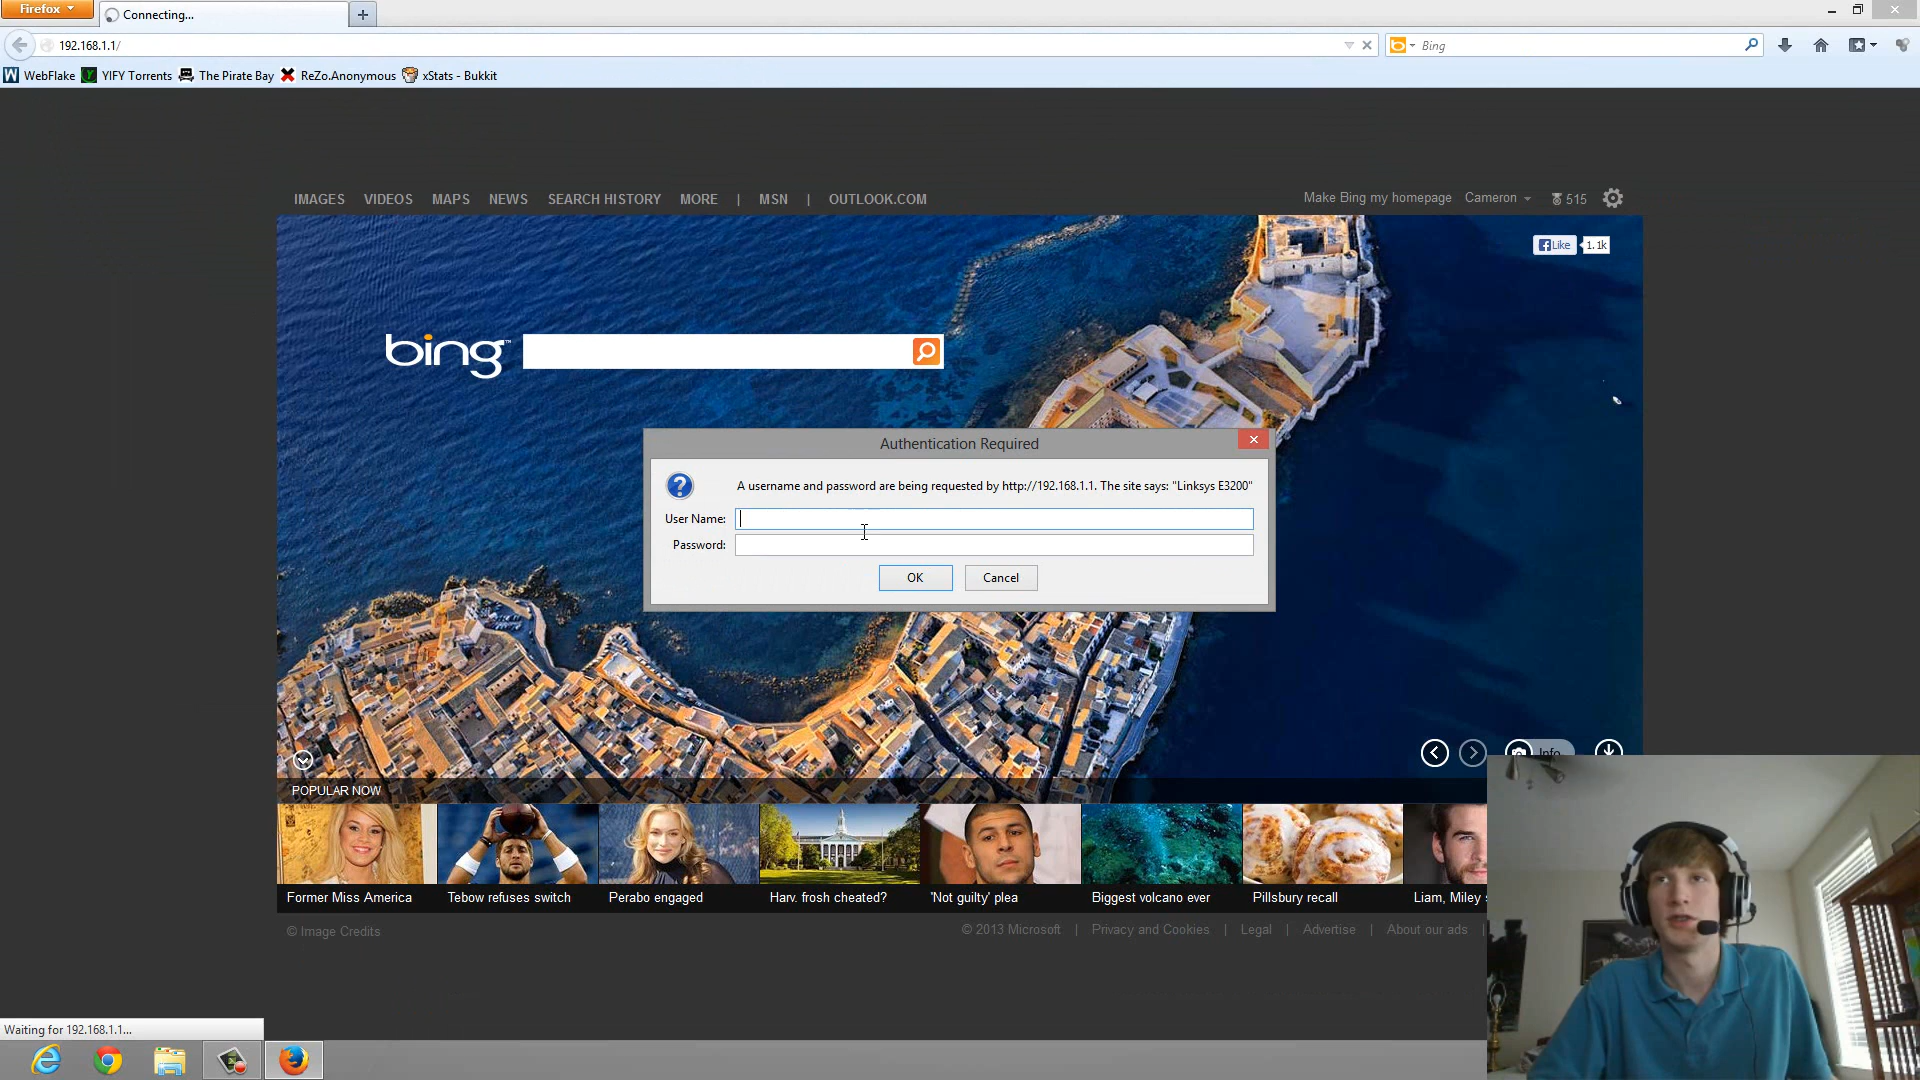 Firefox
Connecting...
192.168.1.1/
Bing
WebFlake YIFY Torrents The Pirate Bay ReZo.Anonymous xStats - Bukkit
IMAGES VIDEOS MAPS NEWS SEARCH HISTORY MORE | MSN | OUTLOOK.COM
Make Bing my homepage Cameron 515
Like 1.1k
bing™
Authentication Required
A username and password are being requested by http://192.168.1.1. The site says: "Linksys E3200"
User Name:
Password:
OK Cancel
Info
POPULAR NOW
Former Miss America Tebow refuses switch Perabo engaged Harv. frosh cheated? 'Not guilty' plea Biggest volcano ever Pillsbury recall Liam, Miley
© Image Credits
© 2013 Microsoft | Privacy and Cookies | Legal | Advertise | About our ads |
Waiting for 192.168.1.1...